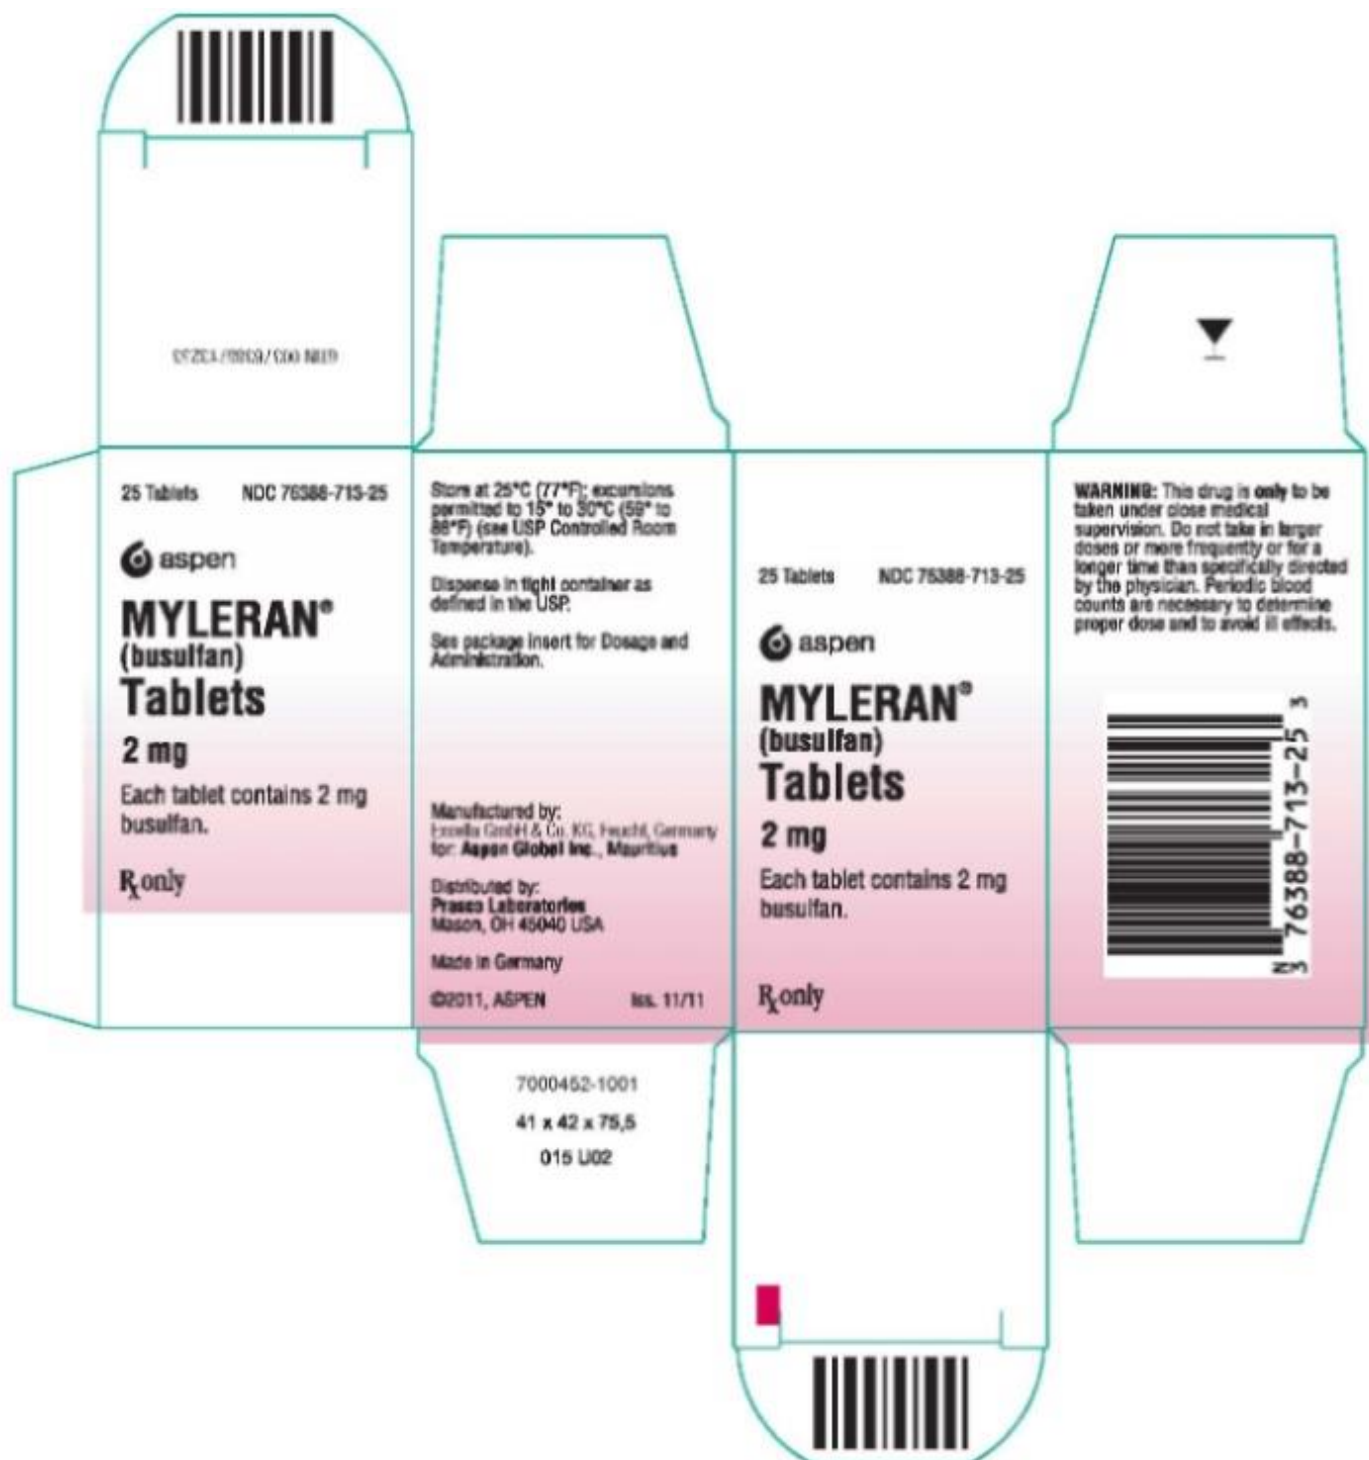 25 Tablets NDC 76388-713-25
aspen
MYLERAN®
(busulfan)
Tablets
2 mg
Each tablet contains 2 mg
busulfan.
Rx only
Store at 25°C (77°F); excursions
permitted to 15° to 30°C (59° to
86°F) (see USP Controlled Room
Temperature).
Dispense in tight container as
defined in the USP.
See package insert for Dosage and
Administration.
Manufactured by:
Excella GmbH & Co. KG, Feucht, Germany
for: Aspen Global Inc., Mauritius
Distributed by:
Prasco Laboratories
Mason, OH 45040 USA
Made in Germany
©2011, ASPEN Iss. 11/11
7000452-1001
41 x 42 x 75,5
015 U02
25 Tablets NDC 76388-713-25
aspen
MYLERAN®
(busulfan)
Tablets
2 mg
Each tablet contains 2 mg
busulfan.
Rx only
WARNING: This drug is only to be
taken under close medical
supervision. Do not take in larger
doses or more frequently or for a
longer time than specifically directed
by the physician. Periodic blood
counts are necessary to determine
proper dose and to avoid ill effects.
N
3 76388-713-25 3